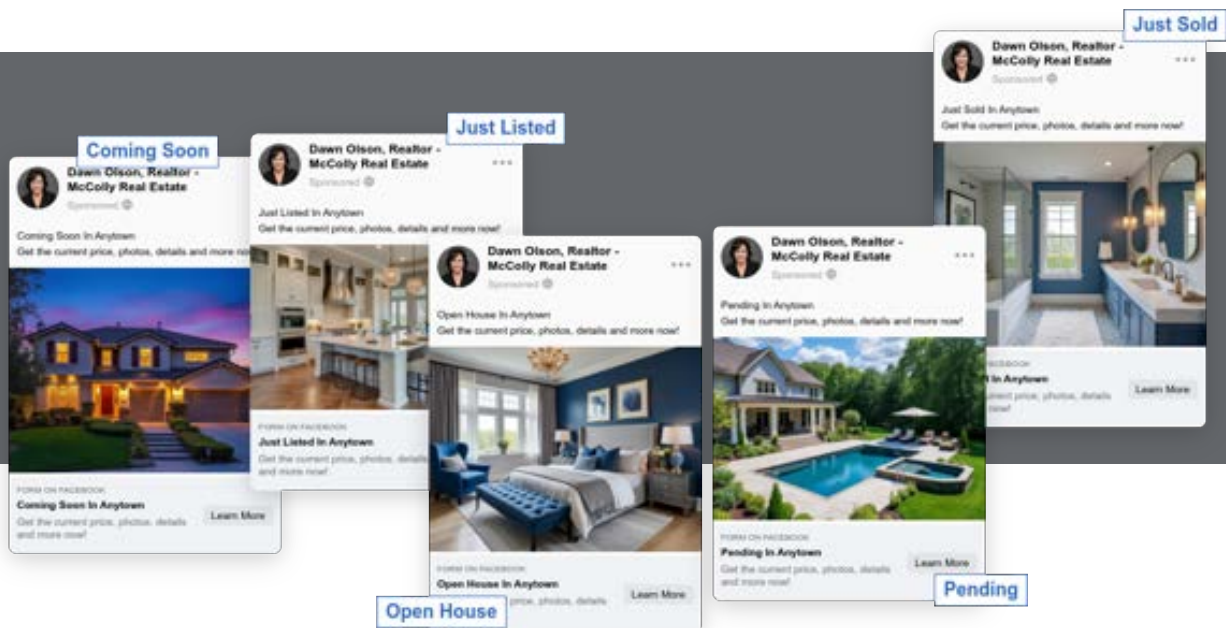 Coming Soon
Dawn Olson, Realtor -
McColly Real Estate
Sponsored
Coming Soon In Anytown
Get the current price, photos, details and more now
FORM ON FACEBOOK
Coming Soon In Anytown
Get the current price, photos, details
and more now!
Learn More
Just Listed
Dawn Olson, Realtor -
McColly Real Estate
Sponsored
Just Listed In Anytown
Get the current price, photos, details and more now!
FORM ON FACEBOOK
Just Listed In Anytown
Get the current price, photos, details
and more now!
Dawn Olson, Realtor -
McColly Real Estate
Sponsored
Open House In Anytown
Get the current price, photos, details and more now!
FORM ON FACEBOOK
Open House In Anytown
price, photos, details
Learn More
Open House
Dawn Olson, Realtor -
McColly Real Estate
Sponsored
Pending In Anytown
Get the current price, photos, details and more now!
FORM ON FACEBOOK
Pending In Anytown
Get the current price, photos, details
and more now!
Learn More
Pending
Just Sold
Dawn Olson, Realtor -
McColly Real Estate
Sponsored
Just Sold In Anytown
Get the current price, photos, details and more now!
FACEBOOK
In Anytown
price, photos, details
now!
Learn More